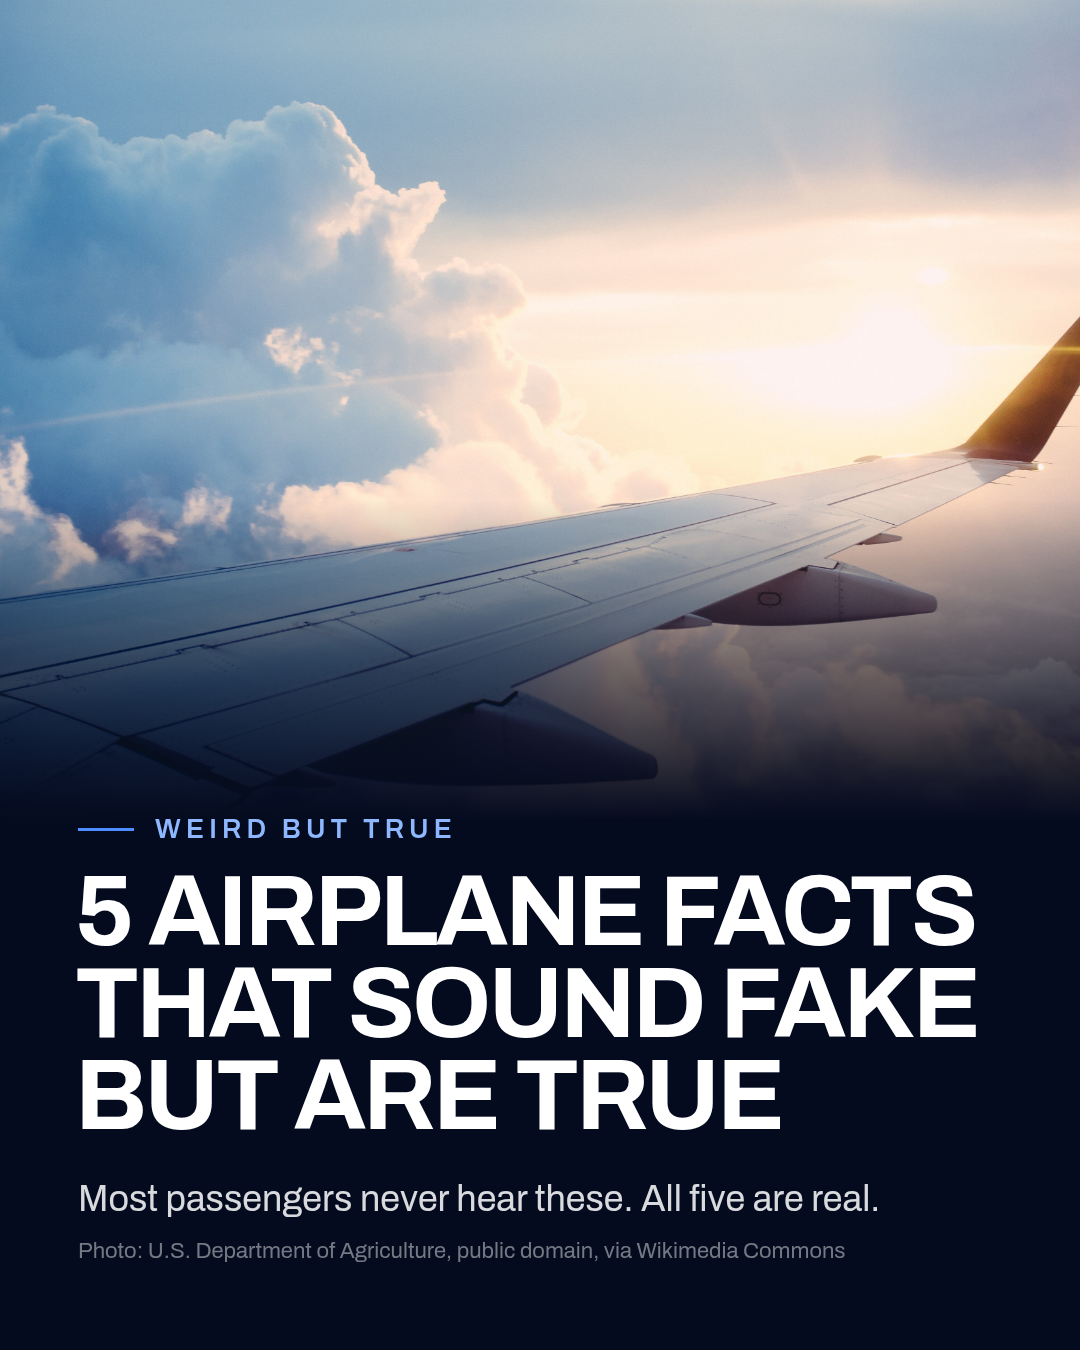 WEIRD BUT TRUE
5 AIRPLANE FACTS
THAT SOUND FAKE
BUT ARE TRUE
Most passengers never hear these. All five are real.
Photo: U.S. Department of Agriculture, public domain, via Wikimedia Commons